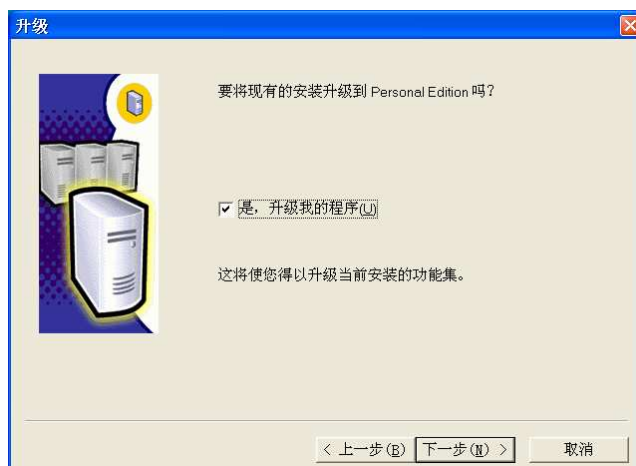 升级
要将现有的安装升级到 Personal Edition 吗？
是，升级我的程序(U)
这将使您得以升级当前安装的功能集。
< 上一步(B) 下一步(N) > 取消